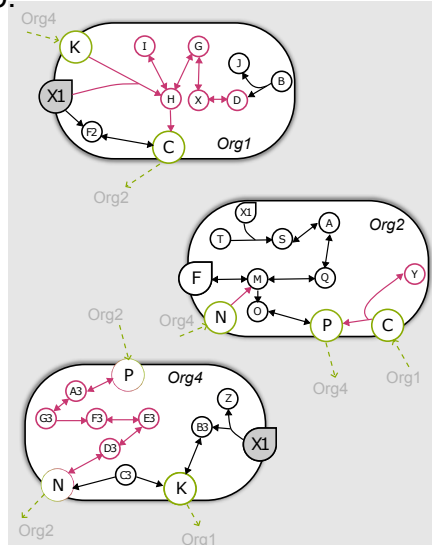 Org4
K
I
G
J
B
X1
H
X
D
F2
C
Org1
Org2
X1
A
Org2
T
S
F
M
Q
Y
N
O
P
C
Org4
Org2
Org4
Org1
P
Org4
A3
Z
G3
F3
E3
B3
X1
D3
N
C3
K
Org2
Org1